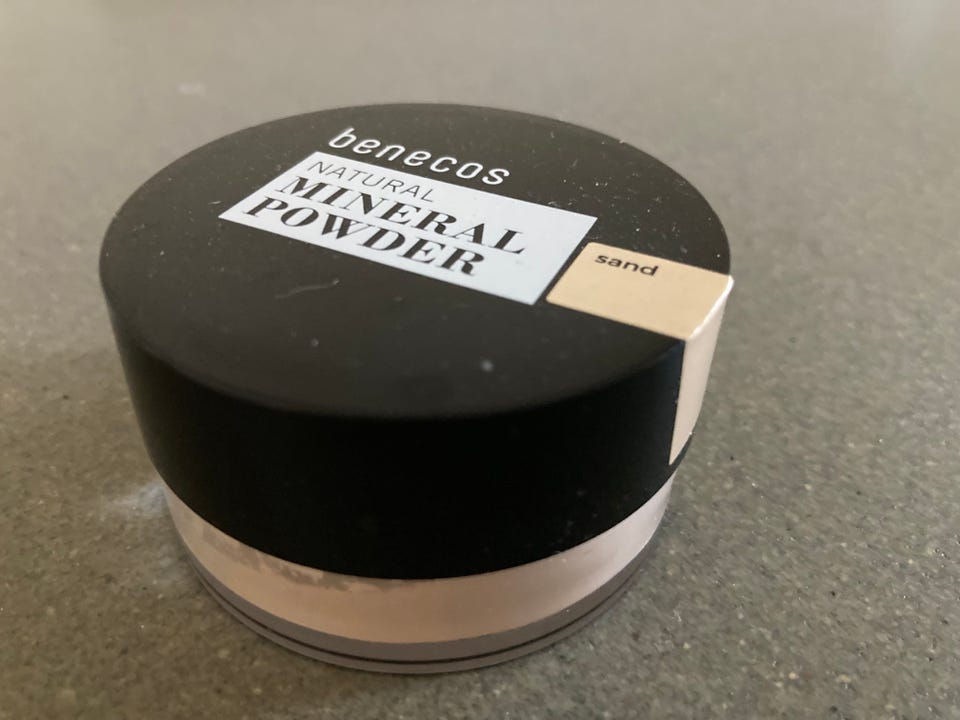 benecos
NATURAL
MINERAL
POWDER
sand